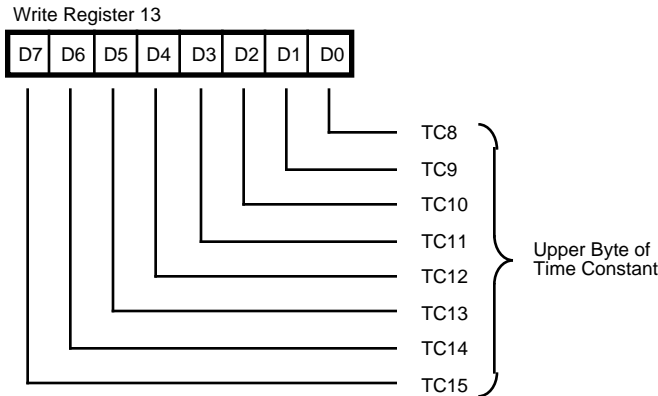 Write Register 13
D7 D6 D5 D4 D3 D2 D1 D0
TC8
TC9
TC10
TC11
TC12
TC13
TC14
TC15
Upper Byte of
Time Constant